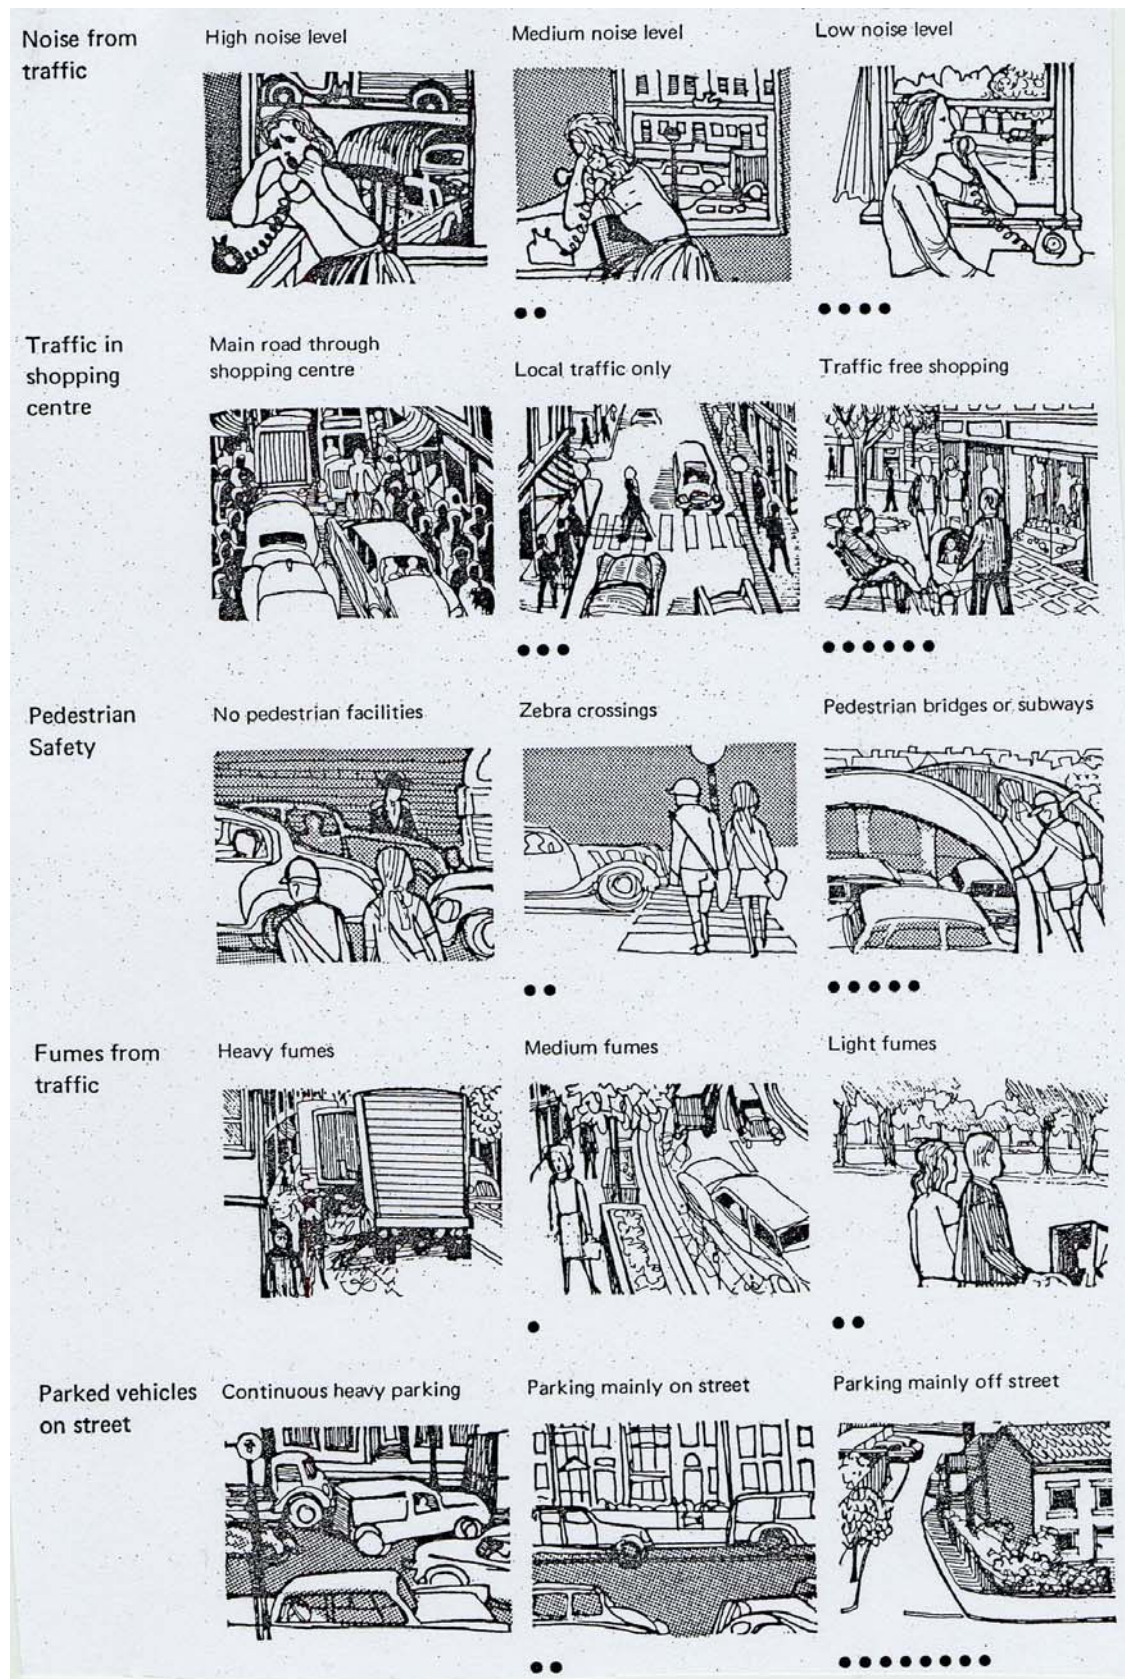 Noise from
traffic
High noise level
Medium noise level
Low noise level
Traffic in
shopping
centre
Main road through
shopping centre
Local traffic only
Traffic free shopping
Pedestrian
Safety
No pedestrian facilities
Zebra crossings
Pedestrian bridges or subways
Fumes from
traffic
Heavy fumes
Medium fumes
Light fumes
Parked vehicles
on street
Continuous heavy parking
Parking mainly on street
Parking mainly off street